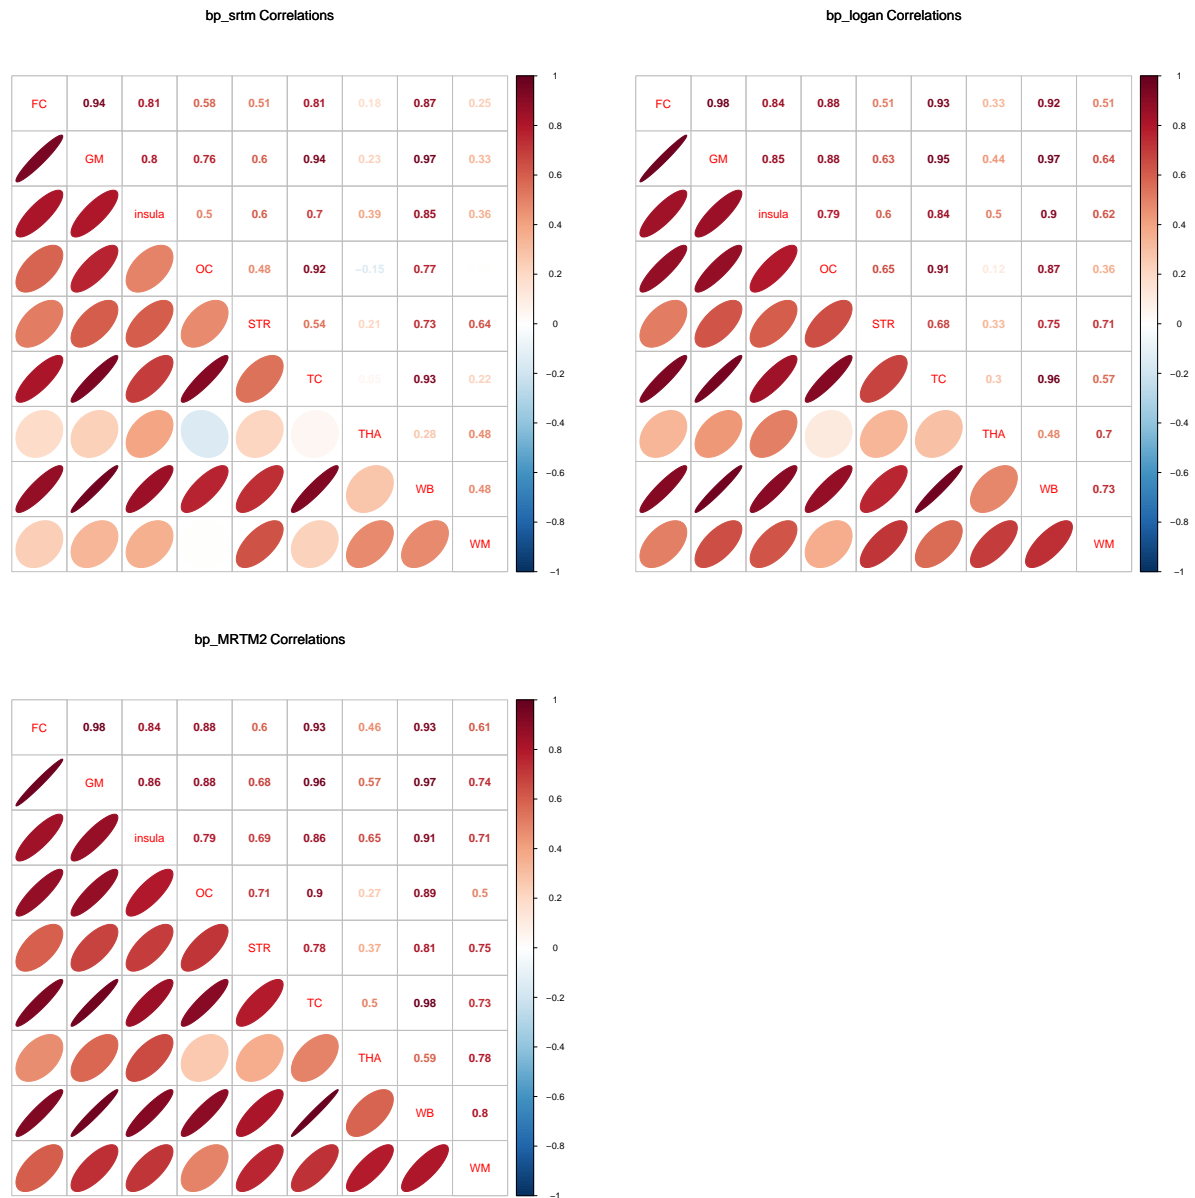 bp_srtm Correlations
FC 0.94 0.81 0.58 0.51 0.81 0.18 0.87 0.25
GM 0.8 0.76 0.6 0.94 0.23 0.97 0.33
insula 0.5 0.6 0.7 0.39 0.85 0.36
OC 0.48 0.92 −0.15 0.77
STR 0.54 0.21 0.73 0.64
TC 0.05 0.93 0.22
THA 0.28 0.48
WB 0.48
WM
1
0.8
0.6
0.4
0.2
0
−0.2
−0.4
−0.6
−0.8
−1
bp_logan Correlations
FC 0.98 0.84 0.88 0.51 0.93 0.33 0.92 0.51
GM 0.85 0.88 0.63 0.95 0.44 0.97 0.64
insula 0.79 0.6 0.84 0.5 0.9 0.62
OC 0.65 0.91 0.12 0.87 0.36
STR 0.68 0.33 0.75 0.71
TC 0.3 0.96 0.57
THA 0.48 0.7
WB 0.73
WM
1
0.8
0.6
0.4
0.2
0
−0.2
−0.4
−0.6
−0.8
−1
bp_MRTM2 Correlations
FC 0.98 0.84 0.88 0.6 0.93 0.46 0.93 0.61
GM 0.86 0.88 0.68 0.96 0.57 0.97 0.74
insula 0.79 0.69 0.86 0.65 0.91 0.71
OC 0.71 0.9 0.27 0.89 0.5
STR 0.78 0.37 0.81 0.75
TC 0.5 0.98 0.73
THA 0.59 0.78
WB 0.8
WM
1
0.8
0.6
0.4
0.2
0
−0.2
−0.4
−0.6
−0.8
−1